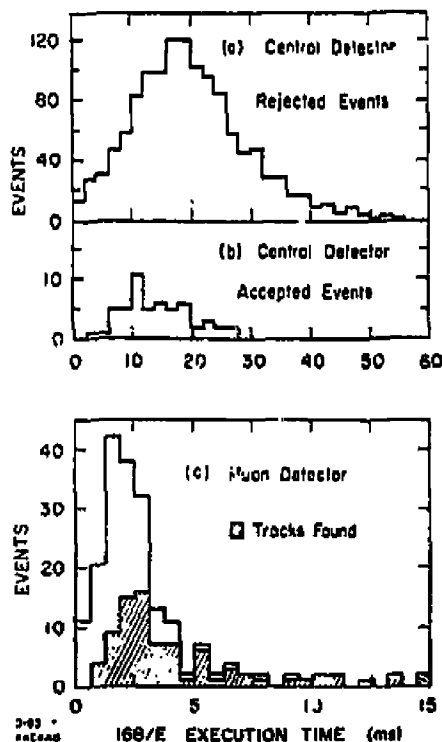 120
80
40
0
EVENTS
(a) Central Detector
Rejected Events
10
0
(b) Central Detector
Accepted Events
0 10 20 30 40 50 60
40
30
20
10
0
EVENTS
(c) Muon Detector
Tracks Found
0 5 10 15
168/E EXECUTION TIME (ms)